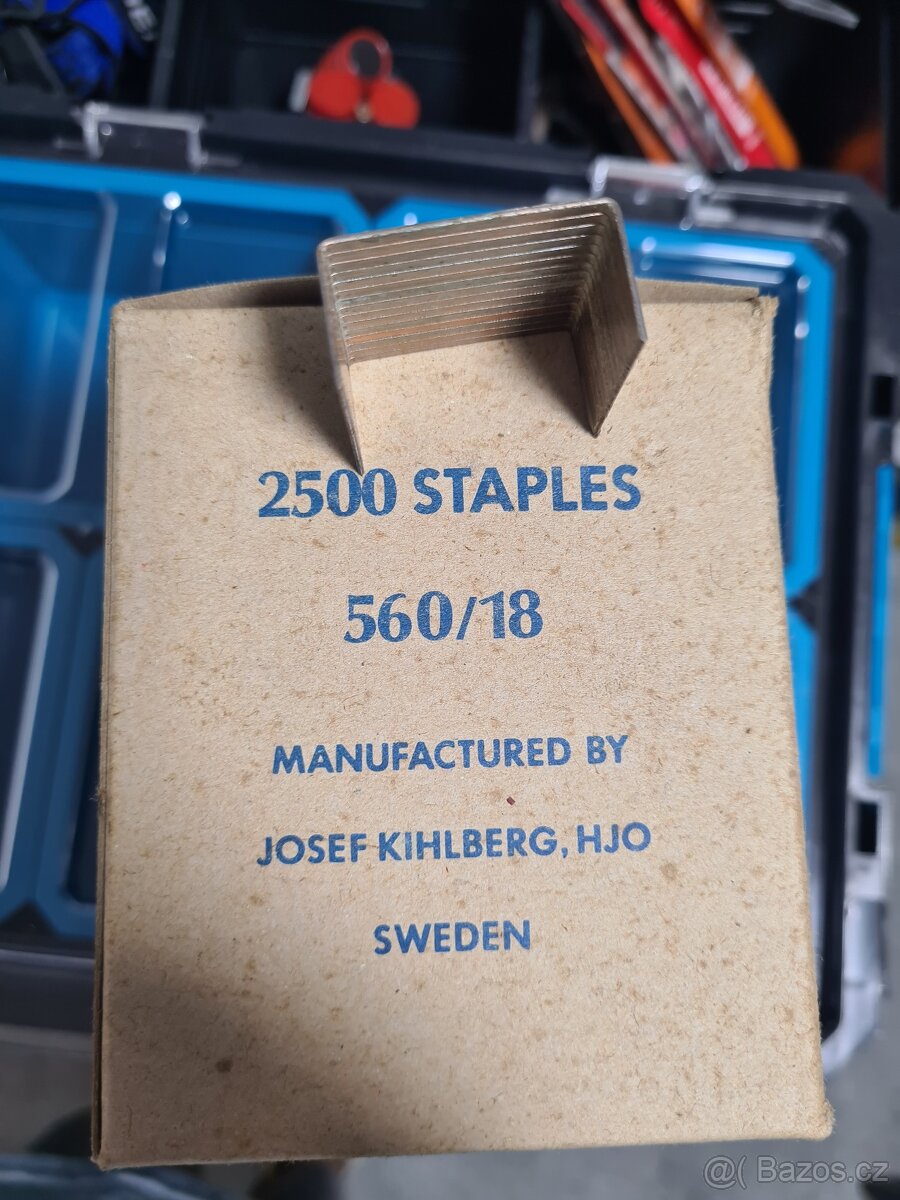 2500 STAPLES
560/18
MANUFACTURED BY
JOSEF KIHLBERG, HJO
SWEDEN
@( Bazos.cz